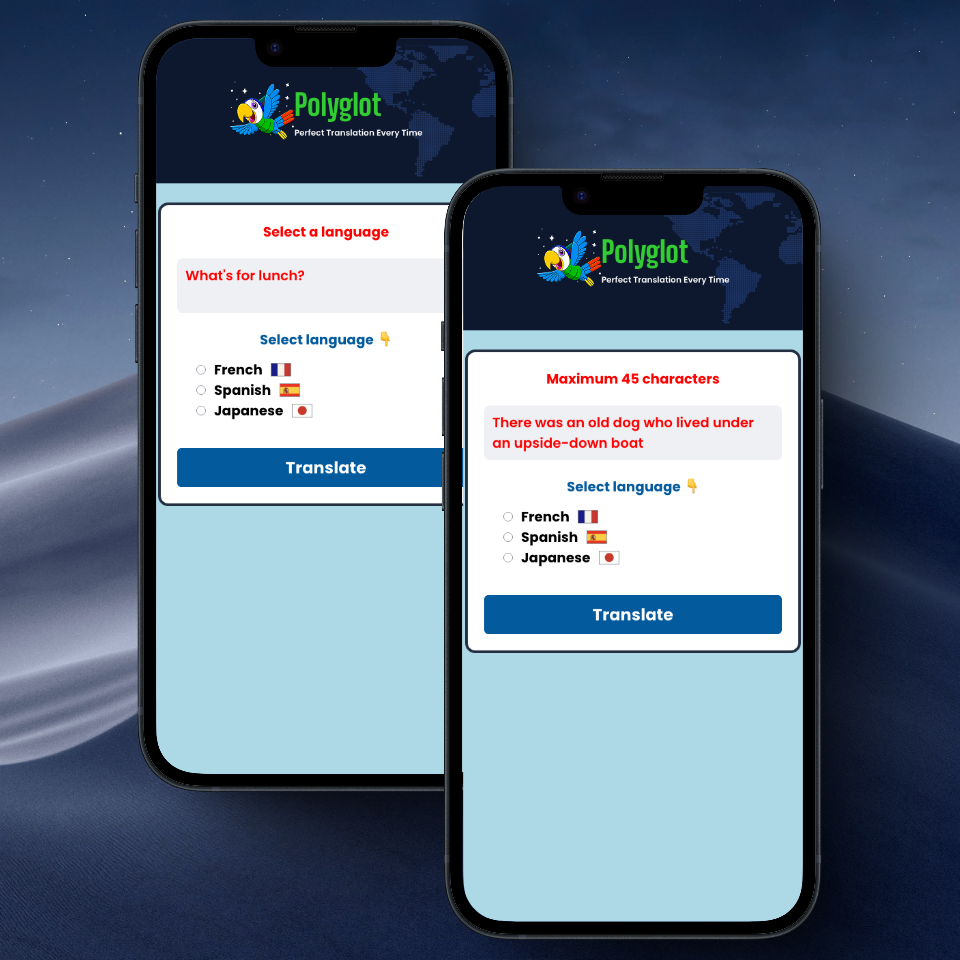 Polyglot
Perfect Translation Every Time
Select a language
What's for lunch?
Select language 👇
French
Spanish
Japanese
Translate
Polyglot
Perfect Translation Every Time
Maximum 45 characters
There was an old dog who lived under
an upside-down boat
Select language 👇
French
Spanish
Japanese
Translate